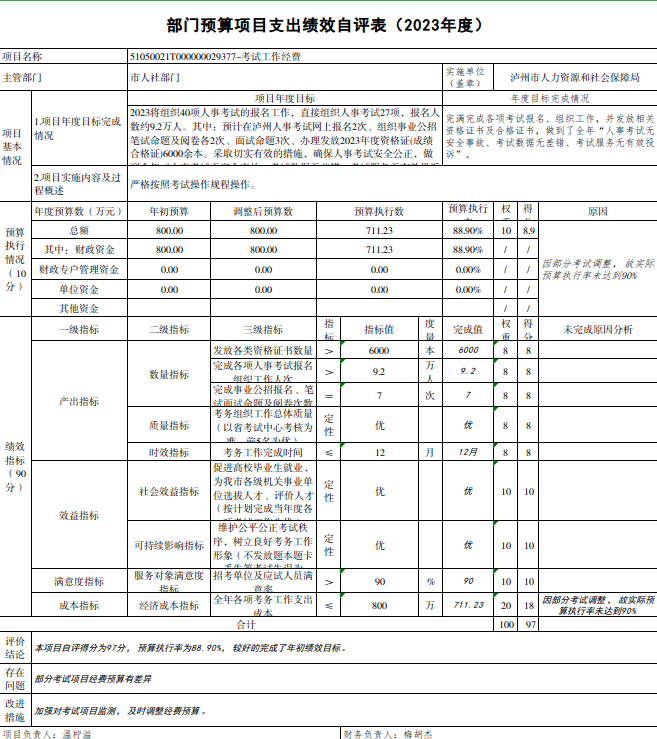 部门预算项目支出绩效自评表（2023年度）
项目名称 51050021T000000029377-考试工作经费
主管部门 市人社部门 实施单位（盖章） 泸州市人力资源和社会保障局
项目基本情况 1.项目年度目标完成情况 项目年度目标 年度目标完成情况
2023将组织40项人事考试的报名工作，直接组织人事考试27项，报名人
数约9.2万人。其中：预计在泸州人事考试网上报名2次、组织事业公招
笔试命题及阅卷各2次、面试命题3次、办理发放2023年度资格证(成绩
合格证)6000余本。采取切实有效的措施，确保人事考试安全公正，做
完满完成各项考试报名、组织工作，并发放相关
资格证书及合格证书，做到了全年“人事考试无
安全事故、考试数据无差错、考试服务无有效投
诉”。
2.项目实施内容及过程概述 严格按照考试操作规程操作。
预算执行情况（10分） 年度预算数（万元） 年初预算 调整后预算数 预算执行数 预算执行 权 得 原因
总额 800.00 800.00 711.23 88.90% 10 8.9 因部分考试调整，故实际预算执行率未达到90%
其中：财政资金 800.00 800.00 711.23 88.90% / /
财政专户管理资金 0.00 0.00 0.00 0.00% / /
单位资金 0.00 0.00 0.00 0.00% / /
其他资金 / /
绩效指标（90分） 一级指标 二级指标 三级指标 指标 指标值 度量 完成值 权重 得分 未完成原因分析
产出指标 数量指标 发放各类资格证书数量 ＞ 6000 本 6000 8 8
完成各项人事考试报名组织工作人次 ＞ 9.2 万人 9.2 8 8
完成事业公招报名、笔试面试命题及阅卷次数 ＝ 7 次 7 8 8
质量指标 考务组织工作总体质量（以省考试中心考核为准，前5名为优） 定性 优 优 8 8
时效指标 考务工作完成时间 ≤ 12 月 12月 8 8
效益指标 社会效益指标 促进高校毕业生就业，为我市各级机关事业单位选拔人才、评价人才（按计划完成当年度各 定性 优 优 10 10
可持续影响指标 维护公平公正考试秩序，树立良好考务工作形象（不发放题本题卡 定性 优 优 10 10
满意度指标 服务对象满意度指标 招考单位及应试人员满意率 ＞ 90 % 90 10 10
成本指标 经济成本指标 全年各项考务工作支出成本 ≤ 800 万 711.23 20 18 因部分考试调整，故实际预算执行率未达到90%
合计 100 97
评价结论 本项目自评得分为97分，预算执行率为88.90%，较好的完成了年初绩效目标。
存在问题 部分考试项目经费预算有差异
改进措施 加强对考试项目监测，及时调整经费预算。
项目负责人：温柠溢 财务负责人：梅胡杰